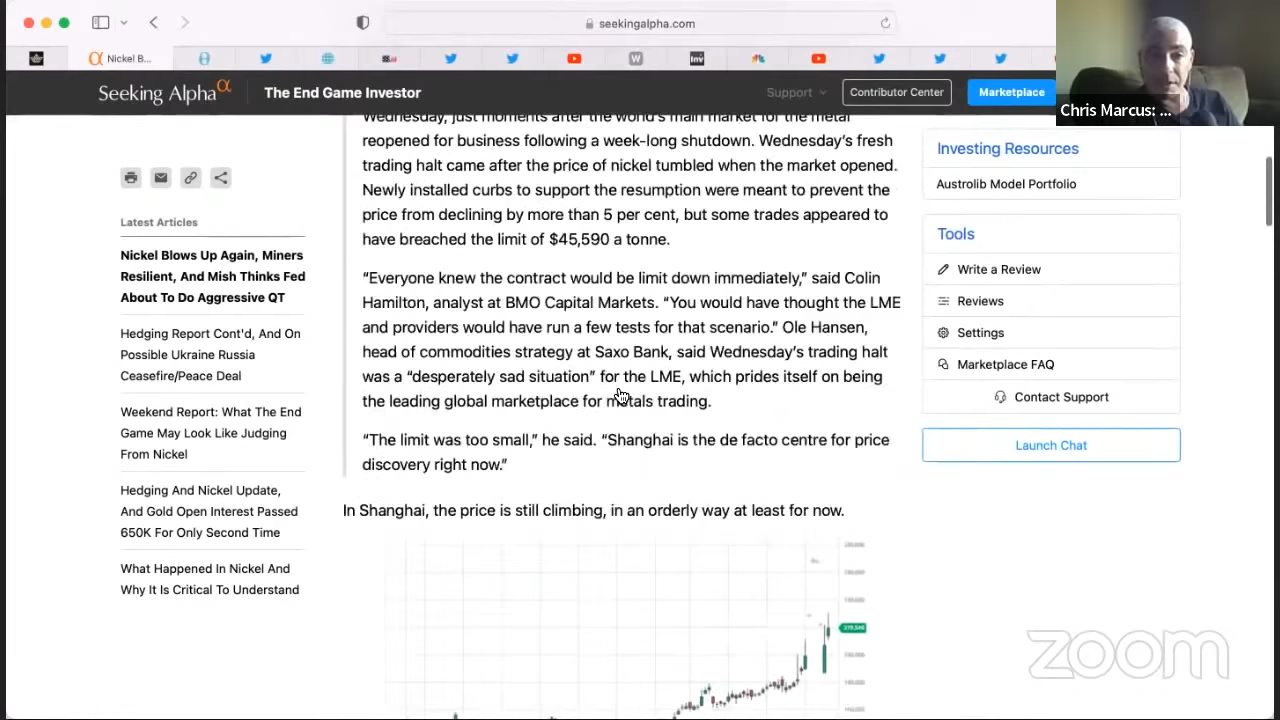 seekingalpha.com
Nickel B...
W
Inv
Seeking Alpha α
The End Game Investor
Support
Contributor Center
Marketplace
Chris Marcus: ...
Wednesday, just moments after the world's main market for the metal
reopened for business following a week-long shutdown. Wednesday's fresh
trading halt came after the price of nickel tumbled when the market opened.
Newly installed curbs to support the resumption were meant to prevent the
price from declining by more than 5 per cent, but some trades appeared to
have breached the limit of $45,590 a tonne.
“Everyone knew the contract would be limit down immediately,” said Colin
Hamilton, analyst at BMO Capital Markets. “You would have thought the LME
and providers would have run a few tests for that scenario.” Ole Hansen,
head of commodities strategy at Saxo Bank, said Wednesday's trading halt
was a “desperately sad situation” for the LME, which prides itself on being
the leading global marketplace for metals trading.
“The limit was too small,” he said. “Shanghai is the de facto centre for price
discovery right now.”
In Shanghai, the price is still climbing, in an orderly way at least for now.
Latest Articles
Nickel Blows Up Again, Miners
Resilient, And Mish Thinks Fed
About To Do Aggressive QT
Hedging Report Cont'd, And On
Possible Ukraine Russia
Ceasefire/Peace Deal
Weekend Report: What The End
Game May Look Like Judging
From Nickel
Hedging And Nickel Update,
And Gold Open Interest Passed
650K For Only Second Time
What Happened In Nickel And
Why It Is Critical To Understand
Investing Resources
Austrolib Model Portfolio
Tools
Write a Review
Reviews
Settings
Marketplace FAQ
Contact Support
Launch Chat
zoom